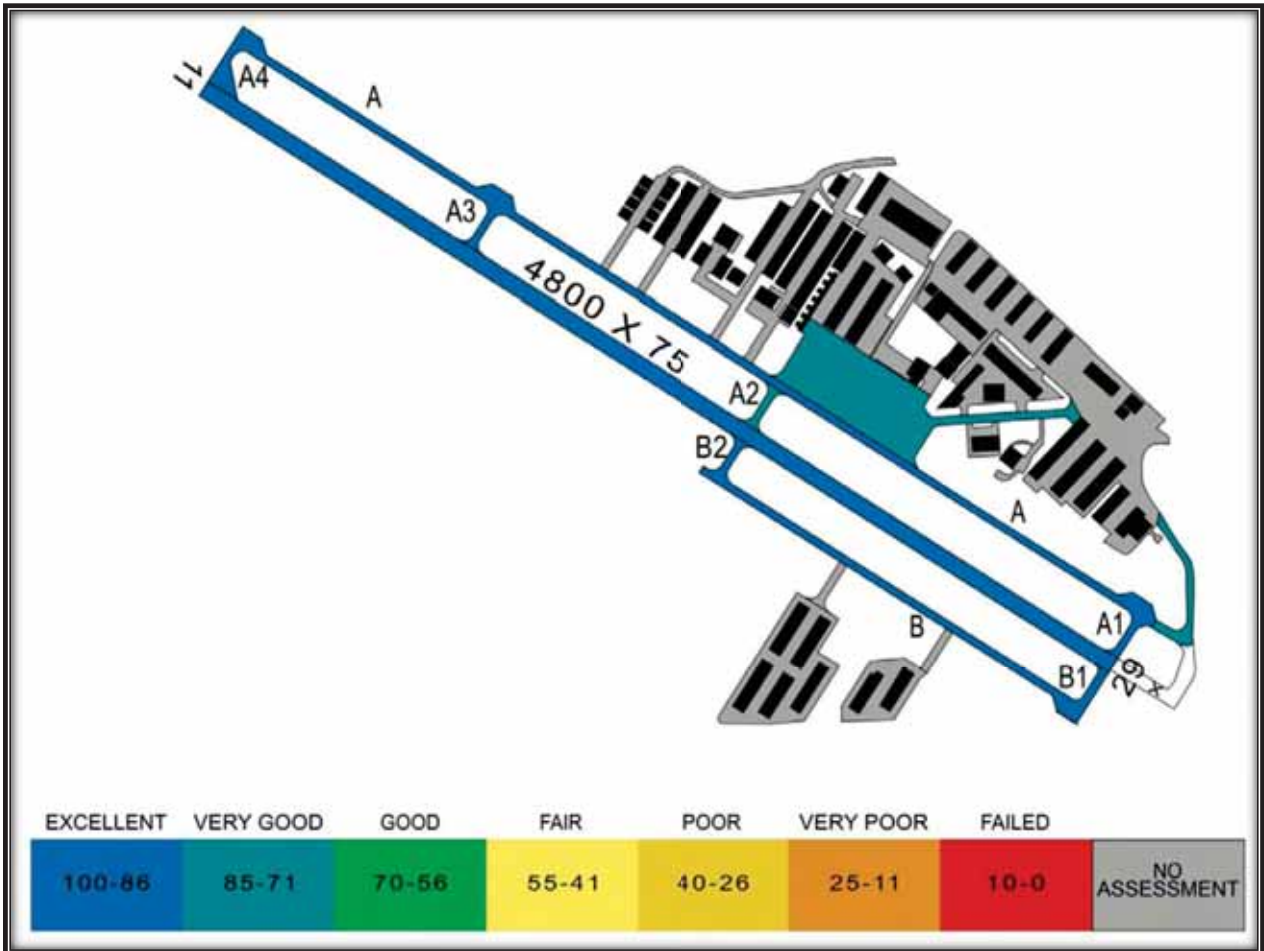 11
A4
A
A3
4800 X 75
A2
B2
A
B
A1
B1
29
x
EXCELLENT VERY GOOD GOOD FAIR POOR VERY POOR FAILED
100-86 85-71 70-56 55-41 40-26 25-11 10-0 NO
ASSESSMENT